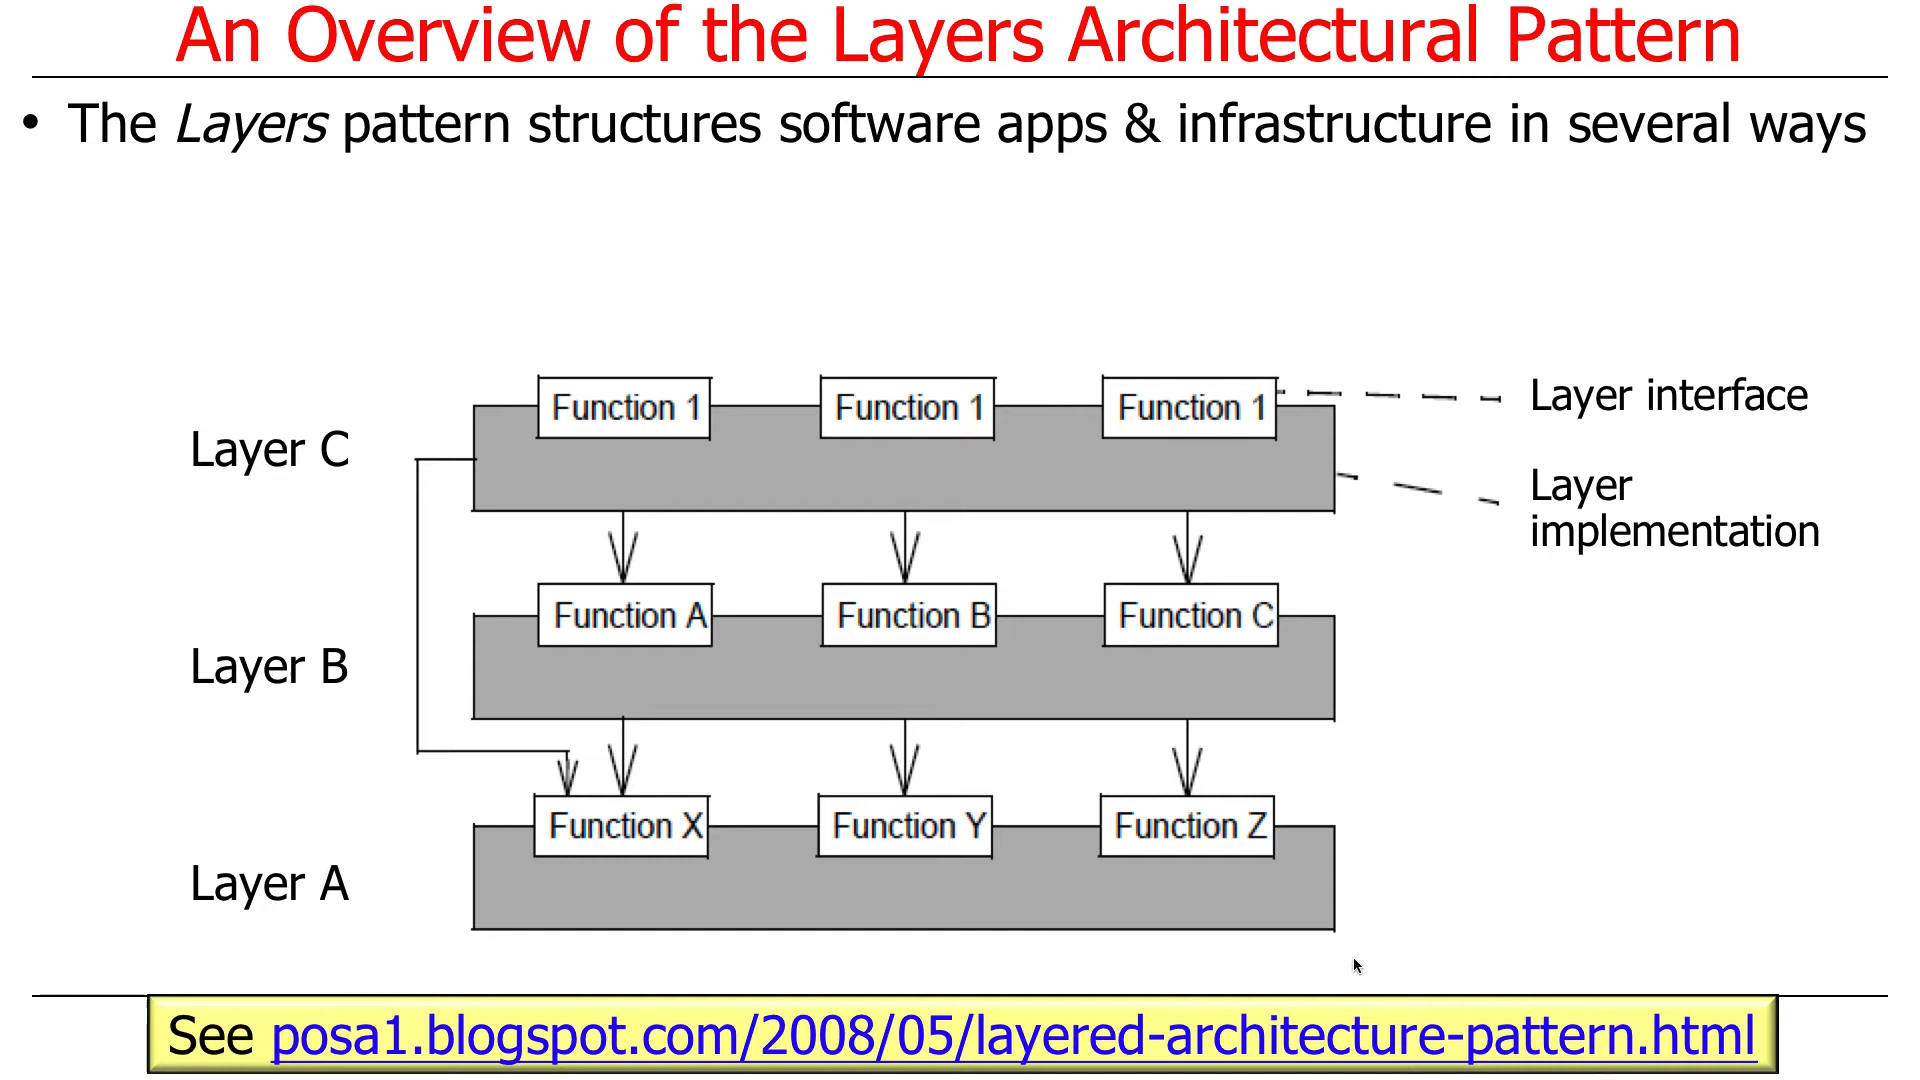 An Overview of the Layers Architectural Pattern
• The Layers pattern structures software apps & infrastructure in several ways
Function 1 Function 1 Function 1
Layer interface
Layer C
Layer
implementation
Function A Function B Function C
Layer B
Function X Function Y Function Z
Layer A
See posa1.blogspot.com/2008/05/layered-architecture-pattern.html